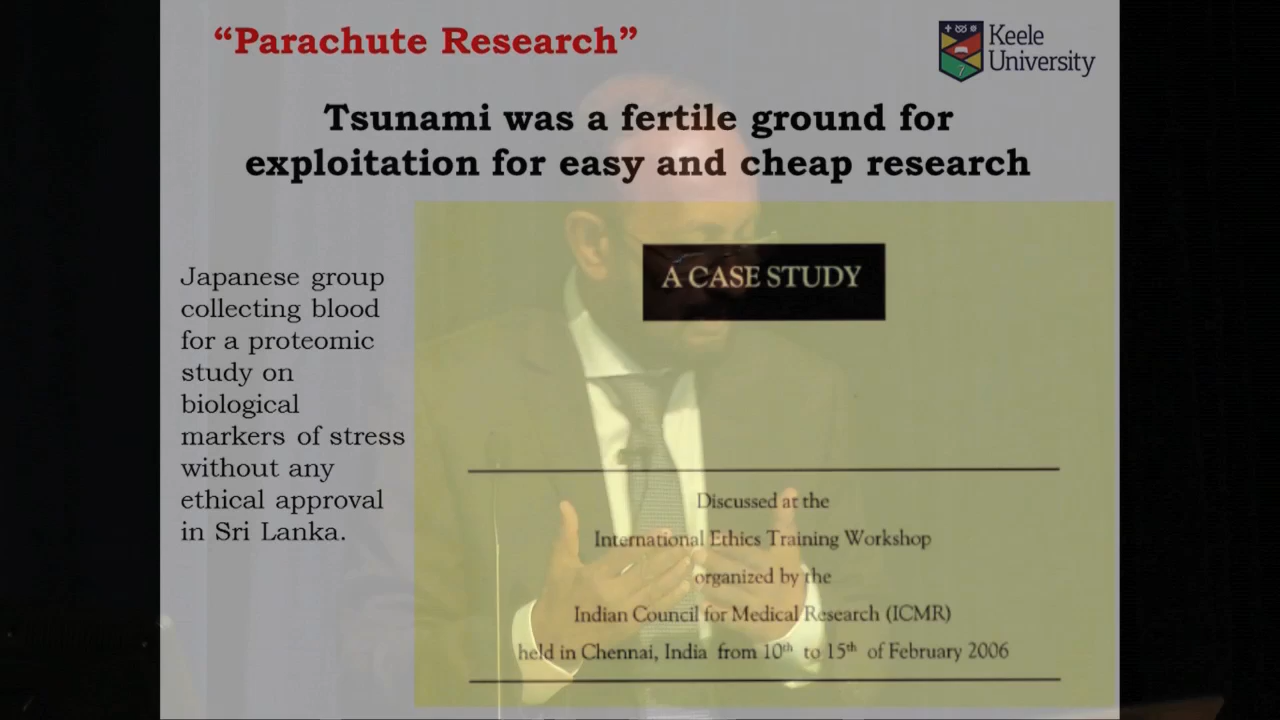 “Parachute Research”
Keele
University
Tsunami was a fertile ground for
exploitation for easy and cheap research
Japanese group
collecting blood
for a proteomic
study on
biological
markers of stress
without any
ethical approval
in Sri Lanka.
A CASE STUDY
Discussed at the
International Ethics Training Workshop
organized by the
Indian Council for Medical Research (ICMR)
held in Chennai, India from 10th to 15th of February 2006